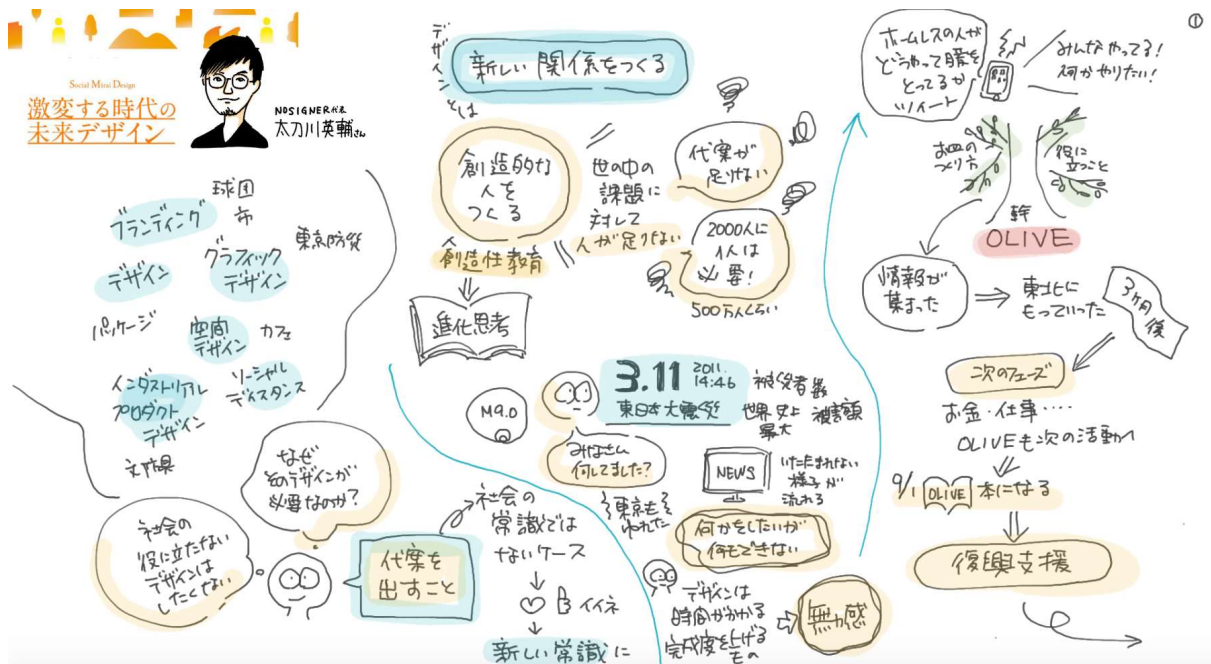 ①
Social Mirai Design
激変する時代の
未来デザイン
NOSIGNER代表
太刀川英輔さん
球団
市
ブランディング
東京防災
グラフィック
デザイン
デザイン
パッケージ
空間
デザイン
カフェ
インダストリアル
プロダクト
デザイン
ソーシャル
ディスタンス
文防具
なぜ
そのデザインが
必要なのか?
社会の
役に立たない
デザインは
したくない
代案を
出すこと
社会の
常識では
ないケース
イイネ
新しい常識に
デザインとは
新しい関係をつくる
創造的な
人を
つくる
創造性教育
進化思考
世の中の
課題に
対して
人が足りない
代案が
足りない
2000人に
1人は
必要!
500万人くらい
M9.0
3.11
2011.
14:46
東日本大震災
被災者数
世界史上
最大
被害額
みなさん
何してました?
東京も
ゆれた
NEWS
いたたまれない
様子が
流れる
何かをしたいが
何もできない
デザインは
時間がかかる
完成度を上げる
もの
無力感
ホームレスの人が
どうやって暖を
とってるか
ツイート
みんなやってる!
何かやりたい!
お皿の
つくり方
役に
立つこと
幹
OLIVE
情報が
集まった
東北に
もっていった
3ヶ月
後
次のフェーズ
お金・仕事・・・・
OLIVEも次の活動へ
9/1
OLIVE
本になる
復興支援